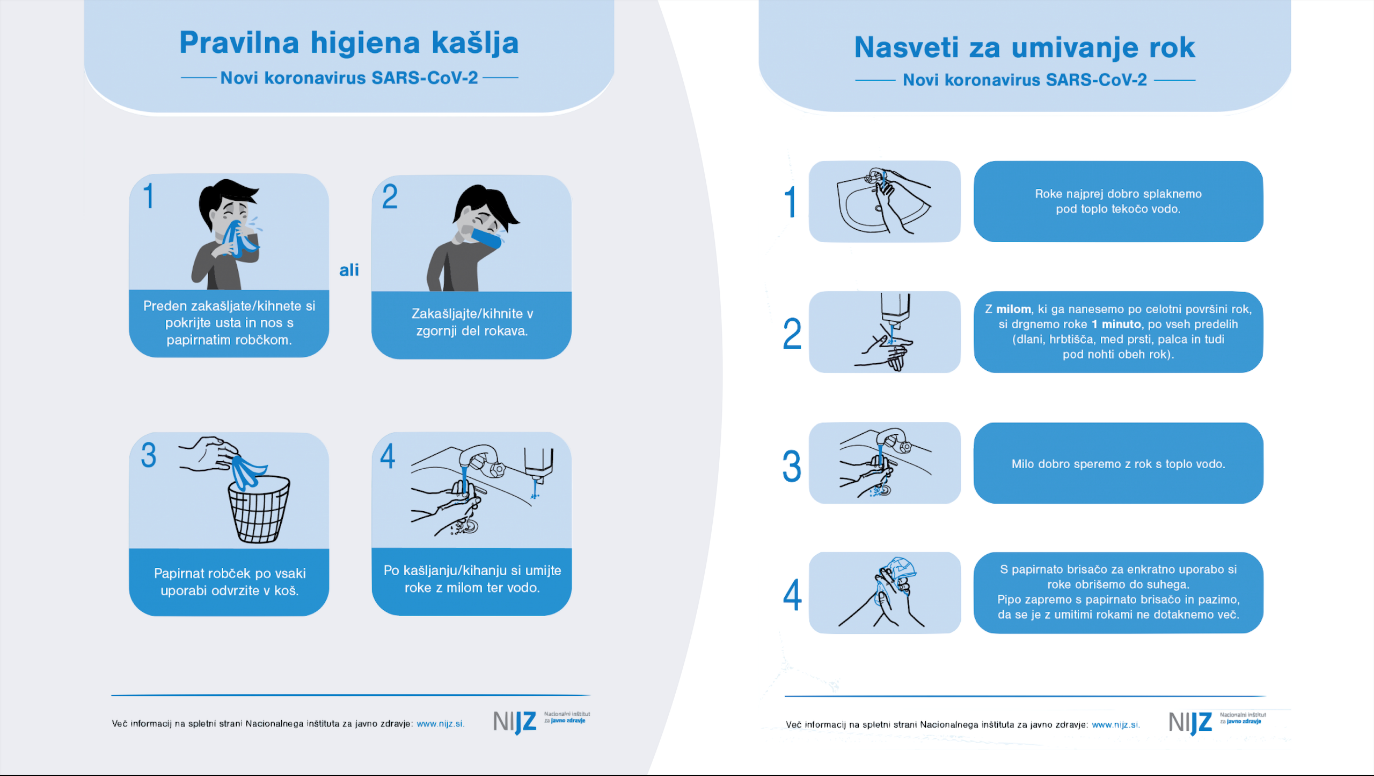 Pravilna higiena kašlja
Novi koronavirus SARS-CoV-2
1
Preden zakašljate/kihnete si
pokrijte usta in nos s
papirnatim robčkom.
ali
2
Zakašljajte/kihnite v
zgornji del rokava.
3
Papirnat robček po vsaki
uporabi odvrzite v koš.
4
Po kašljanju/kihanju si umijte
roke z milom ter vodo.
Več informacij na spletni strani Nacionalnega inštituta za javno zdravje: www.nijz.si.
NIJZ
Nacionalni inštitut
za javno zdravje
Nasveti za umivanje rok
Novi koronavirus SARS-CoV-2
1
Roke najprej dobro splaknemo
pod toplo tekočo vodo.
2
Z milom, ki ga nanesemo po celotni površini rok,
si drgnemo roke 1 minuto, po vseh predelih
(dlani, hrbtišča, med prsti, palca in tudi
pod nohti obeh rok).
3
Milo dobro speremo z rok s toplo vodo.
4
S papirnato brisačo za enkratno uporabo si
roke obrišemo do suhega.
Pipo zapremo s papirnato brisačo in pazimo,
da se je z umitimi rokami ne dotaknemo več.
Več informacij na spletni strani Nacionalnega inštituta za javno zdravje: www.nijz.si.
NIJZ
Nacionalni inštitut
za javno zdravje